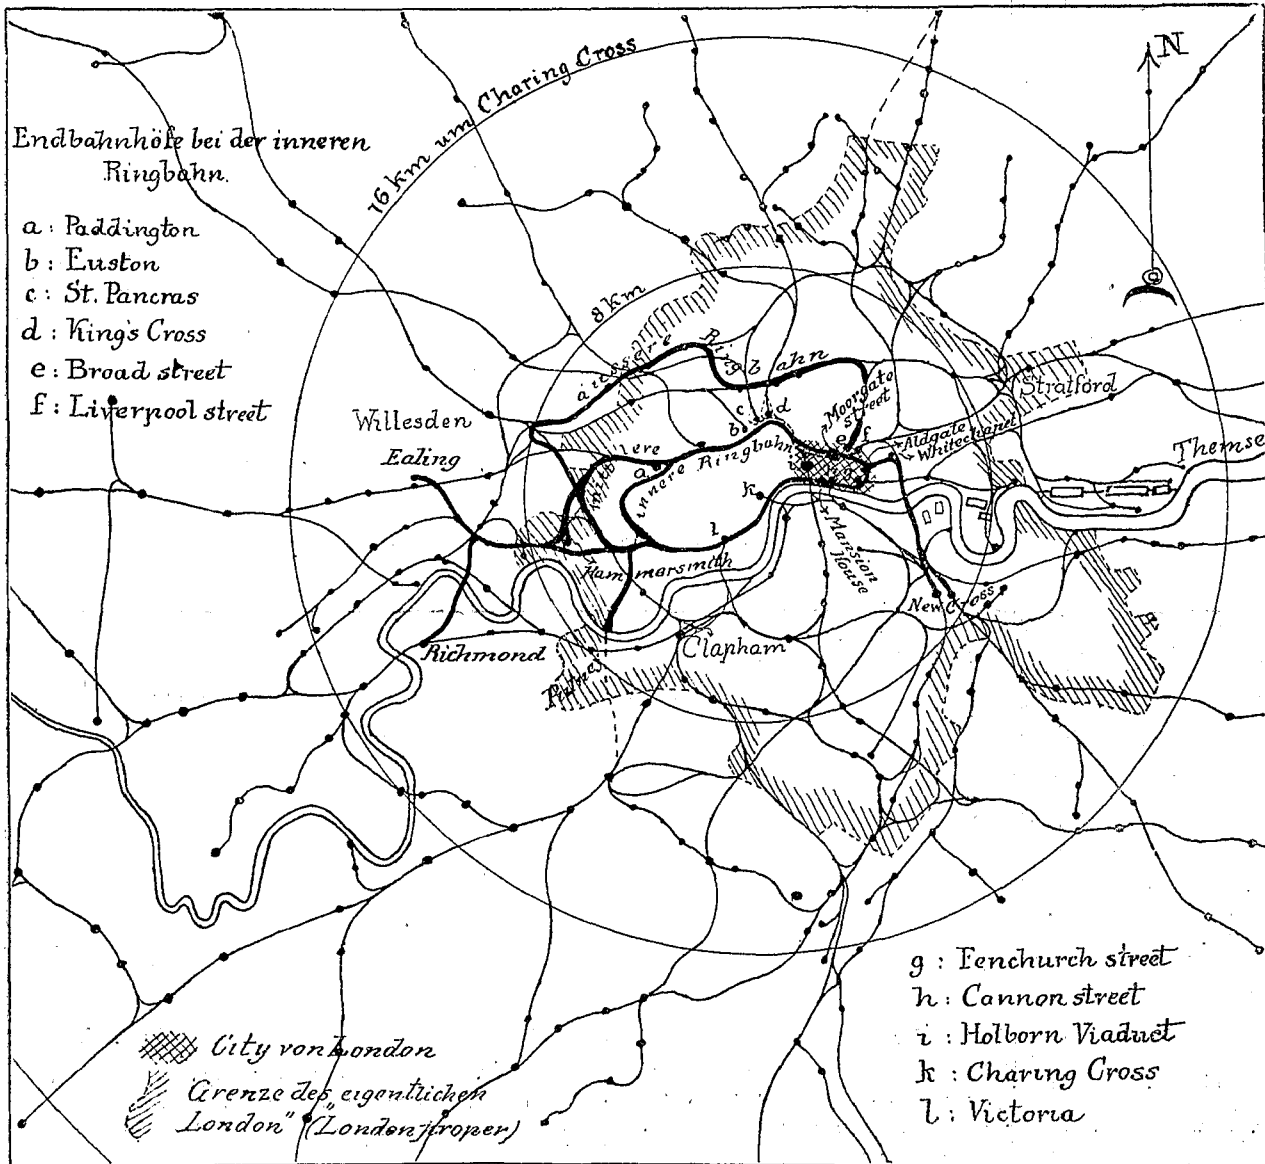 16 km um Charing Cross
N
Endbahnhöfe bei der inneren
Ringbahn.
a : Paddington
b : Euston
c : St. Pancras
d : King's Cross
e : Broad street
f : Liverpool street
8 km
äussere Ringbahn
Willesden
Ealing
mittlere
innere Ringbahn
a
b
c
d
e
f
k
l
Moorgate
street
Aldgate
Whitechapel
Stratford
Themse
Mansion
House
Hammersmith
New Cross
Richmond
Clapham
Putney
g : Fenchurch street
h : Cannon street
i : Holborn Viaduct
k : Charing Cross
l : Victoria
City von London
Grenze des eigentlichen
London" (Londonproper)